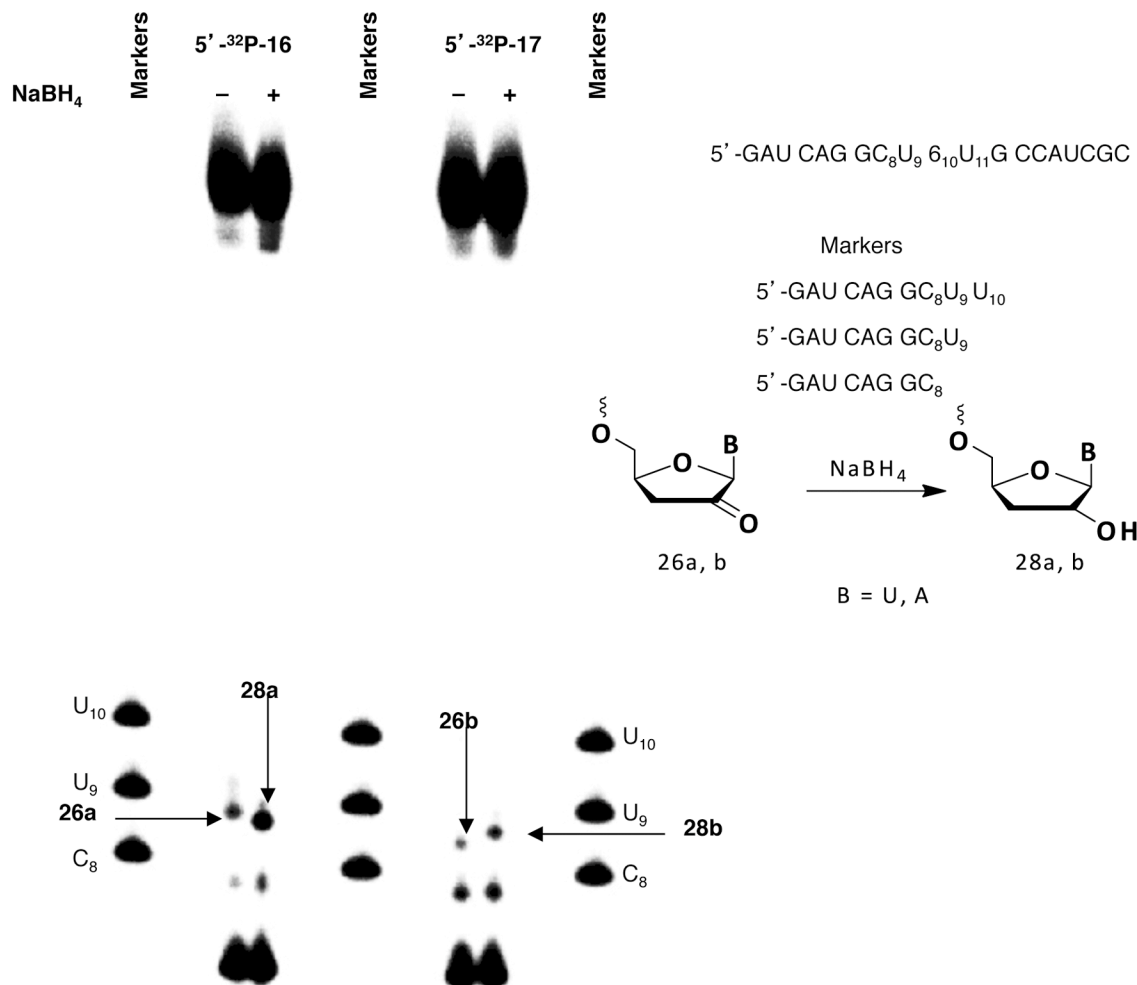 Markers
5'-³²P-16
Markers
5'-³²P-17
Markers
NaBH₄
– +
– +
5'-GAU CAG GC₈U₉ 6₁₀U₁₁G CCAUCGC
Markers
5'-GAU CAG GC₈U₉ U₁₀
5'-GAU CAG GC₈U₉
5'-GAU CAG GC₈
O
O
B
O
26a, b
NaBH₄
O
O
B
OH
28a, b
B = U, A
U₁₀
U₉
26a
C₈
28a
26b
U₁₀
U₉
28b
C₈